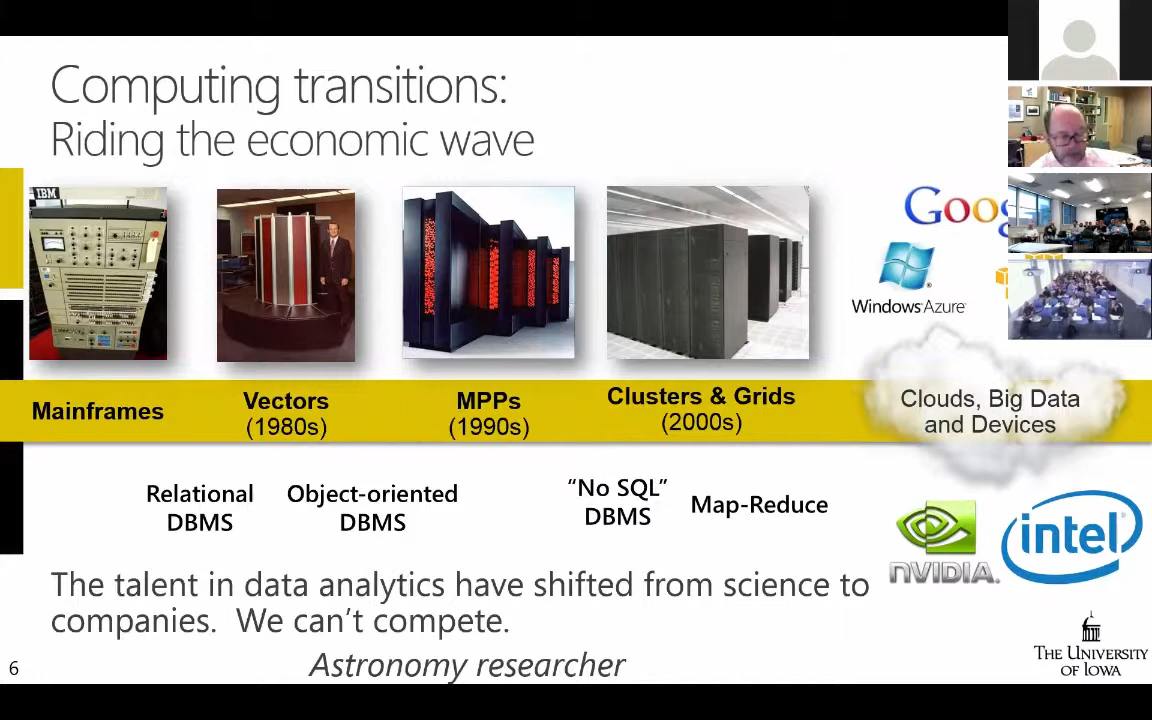 Computing transitions:
Riding the economic wave
IBM
Goog
Windows Azure
Mainframes
Vectors
(1980s)
MPPs
(1990s)
Clusters & Grids
(2000s)
Clouds, Big Data
and Devices
Relational
DBMS
Object-oriented
DBMS
“No SQL”
DBMS
Map-Reduce
NVIDIA
intel
The talent in data analytics have shifted from science to
companies.  We can’t compete.
Astronomy researcher
6
THE UNIVERSITY
OF IOWA